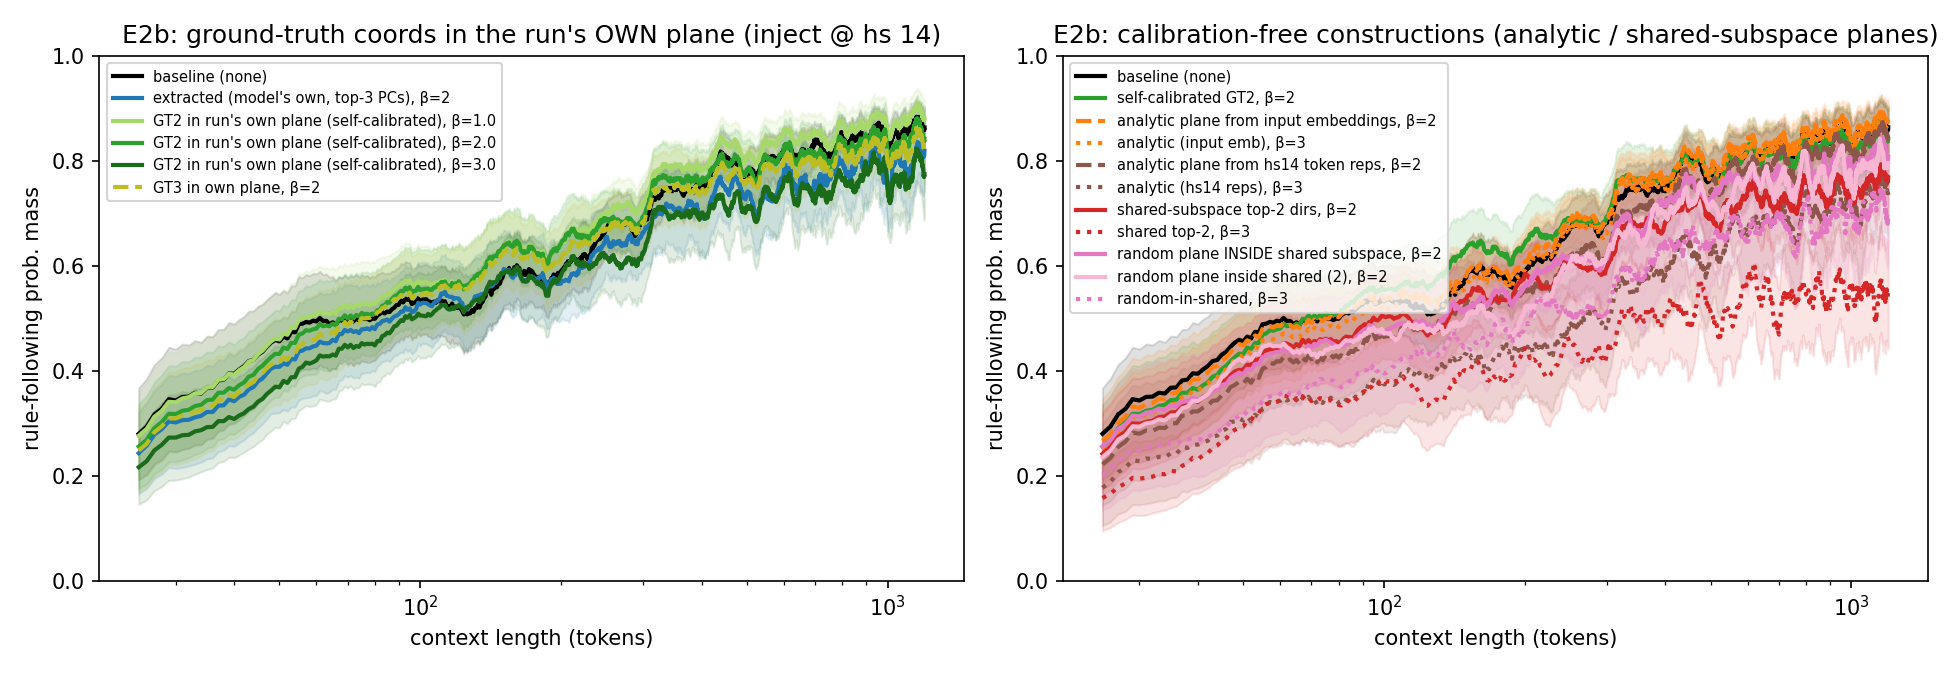 E2b: ground-truth coords in the run's OWN plane (inject @ hs 14)
1.0
0.8
0.6
0.4
0.2
0.0
rule-following prob. mass
baseline (none)
extracted (model's own, top-3 PCs), β=2
GT2 in run's own plane (self-calibrated), β=1.0
GT2 in run's own plane (self-calibrated), β=2.0
GT2 in run's own plane (self-calibrated), β=3.0
GT3 in own plane, β=2
10²
10³
context length (tokens)
E2b: calibration-free constructions (analytic / shared-subspace planes)
1.0
0.8
0.6
0.4
0.2
0.0
rule-following prob. mass
baseline (none)
self-calibrated GT2, β=2
analytic plane from input embeddings, β=2
analytic (input emb), β=3
analytic plane from hs14 token reps, β=2
analytic (hs14 reps), β=3
shared-subspace top-2 dirs, β=2
shared top-2, β=3
random plane INSIDE shared subspace, β=2
random plane inside shared (2), β=2
random-in-shared, β=3
10²
10³
context length (tokens)